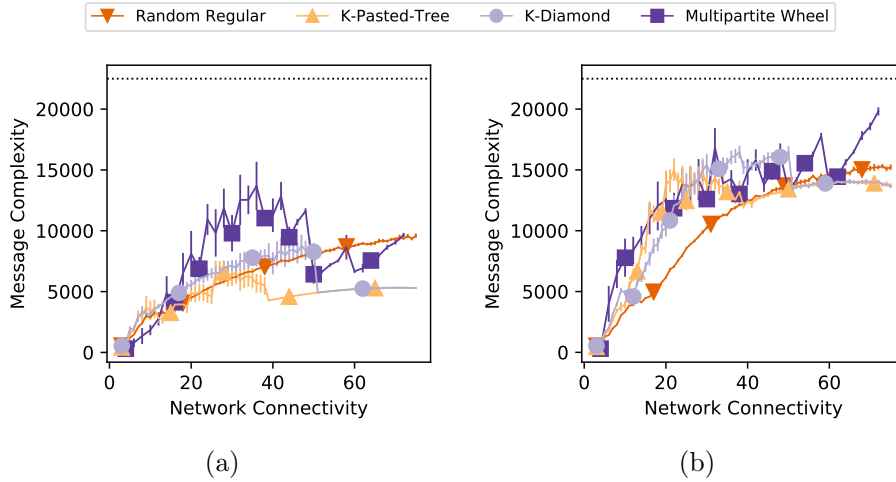 Random Regular K-Pasted-Tree K-Diamond Multipartite Wheel
Message Complexity
20000
15000
10000
5000
0
0 20 40 60
Network Connectivity
(a)
Message Complexity
20000
15000
10000
5000
0
0 20 40 60
Network Connectivity
(b)